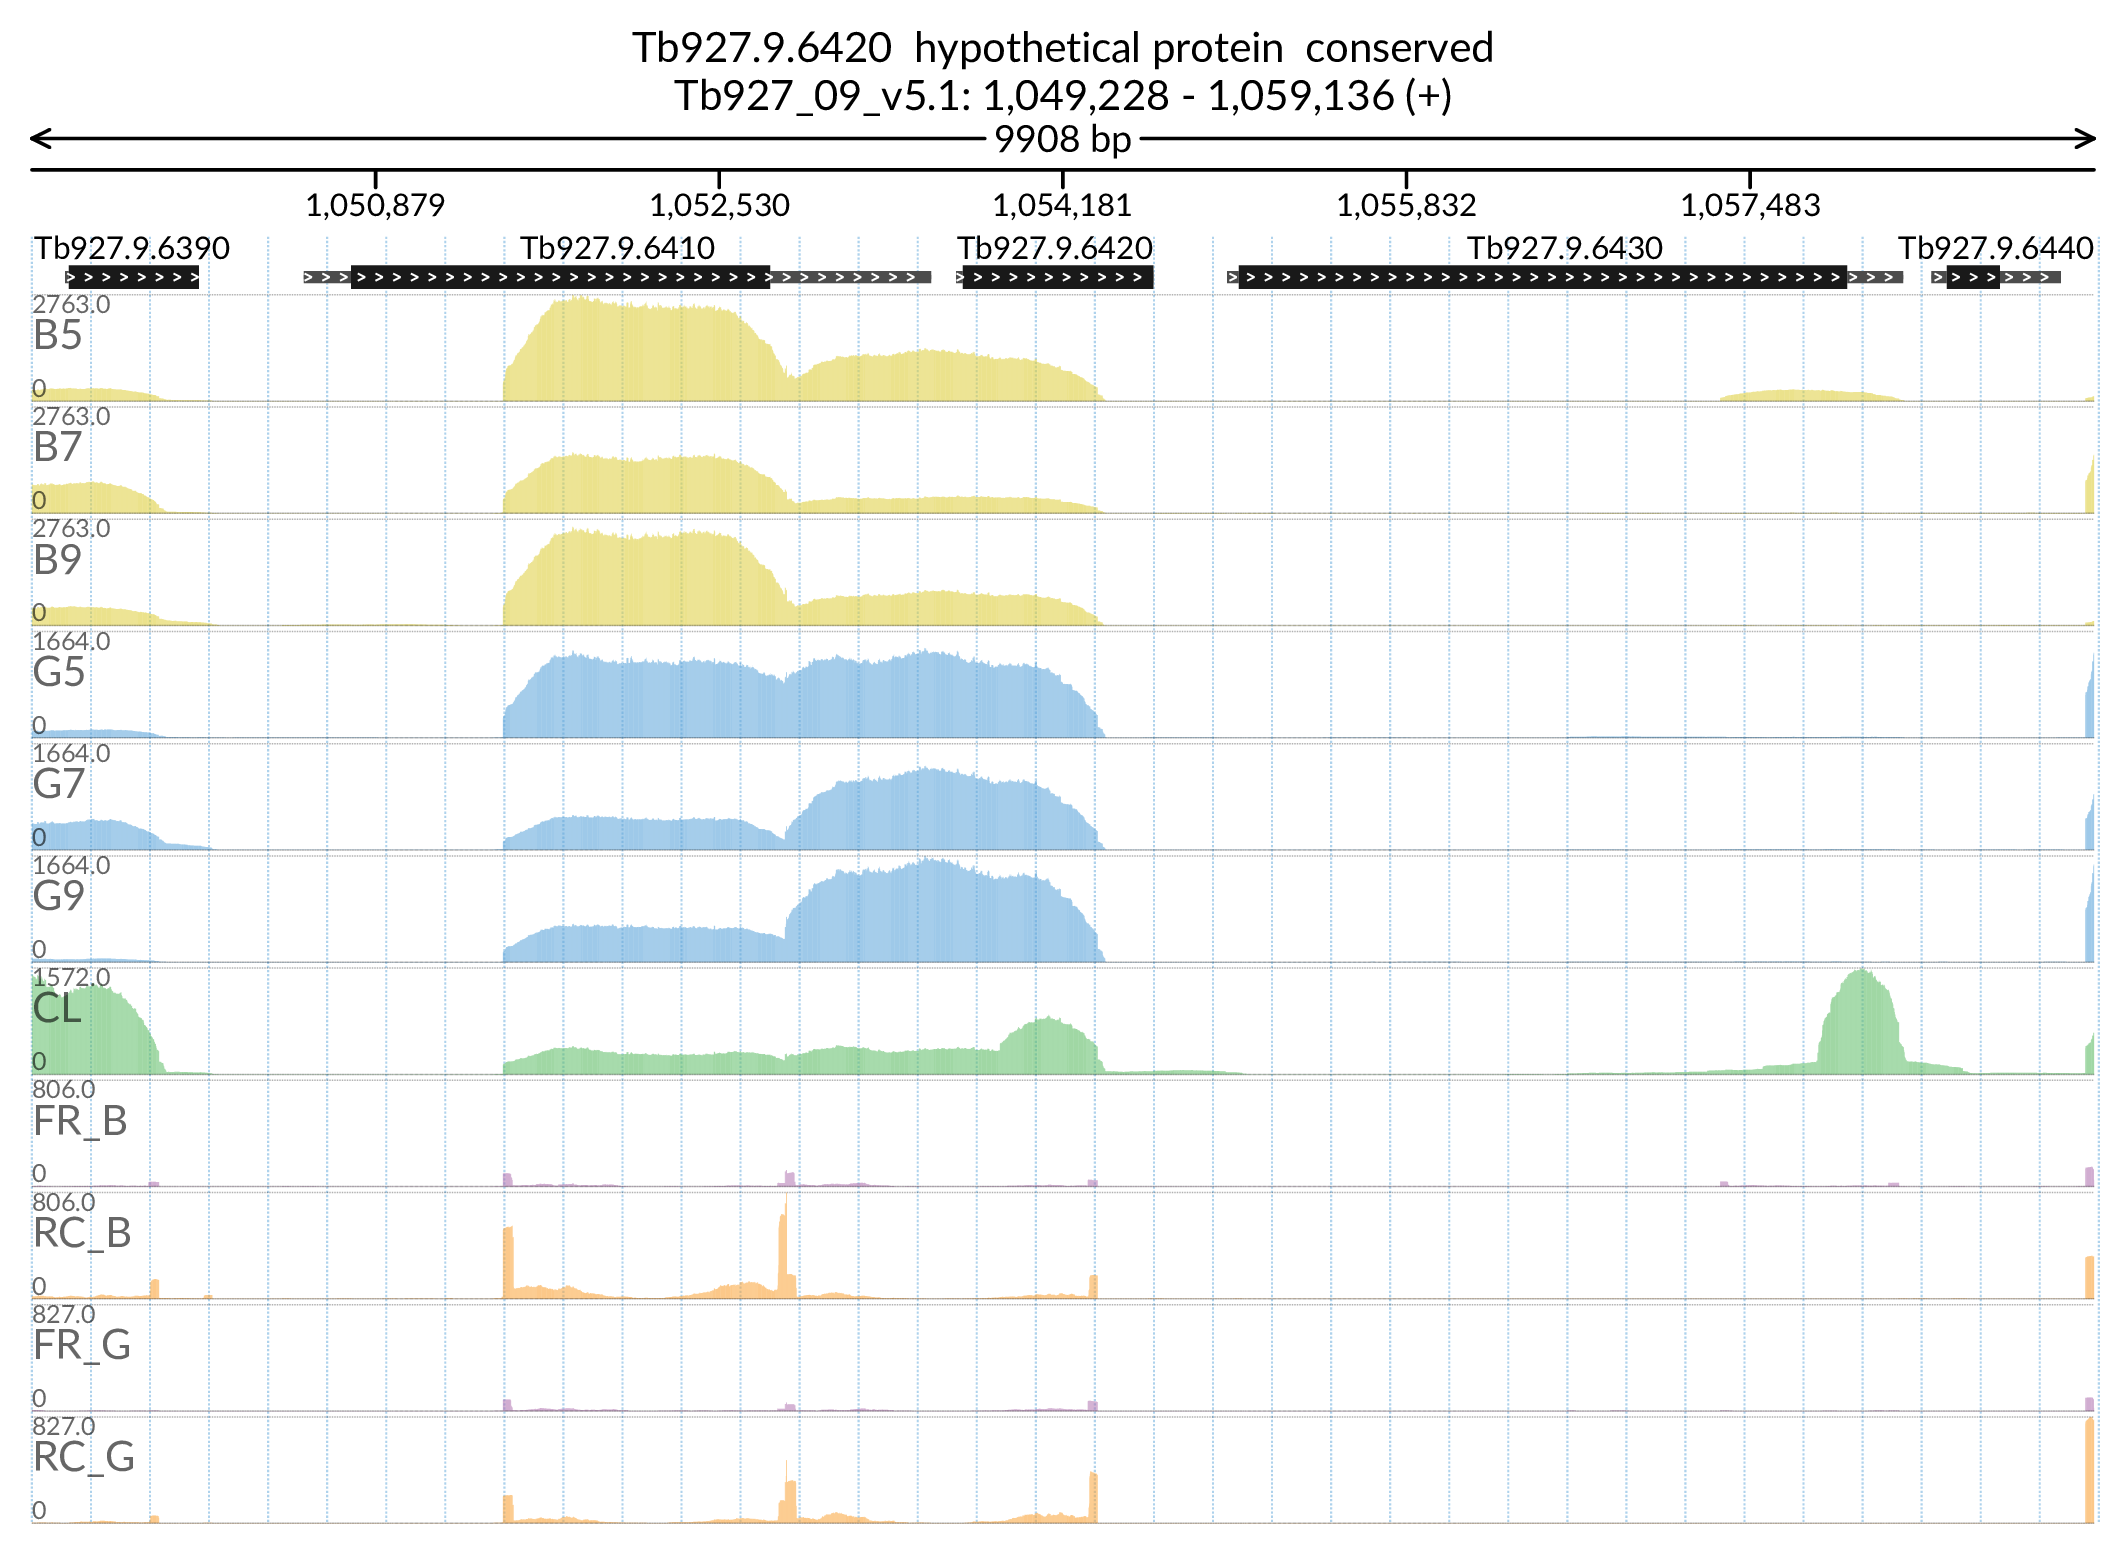 Tb927.9.6420  hypothetical protein  conserved
Tb927_09_v5.1: 1,049,228 - 1,059,136 (+)
9908 bp
1,050,879 1,052,530 1,054,181 1,055,832 1,057,483
Tb927.9.6390 Tb927.9.6410 Tb927.9.6420 Tb927.9.6430 Tb927.9.6440
2763.0
B5
0
2763.0
B7
0
2763.0
B9
0
1664.0
G5
0
1664.0
G7
0
1664.0
G9
0
1572.0
CL
0
806.0
FR_B
0
806.0
RC_B
0
827.0
FR_G
0
827.0
RC_G
0